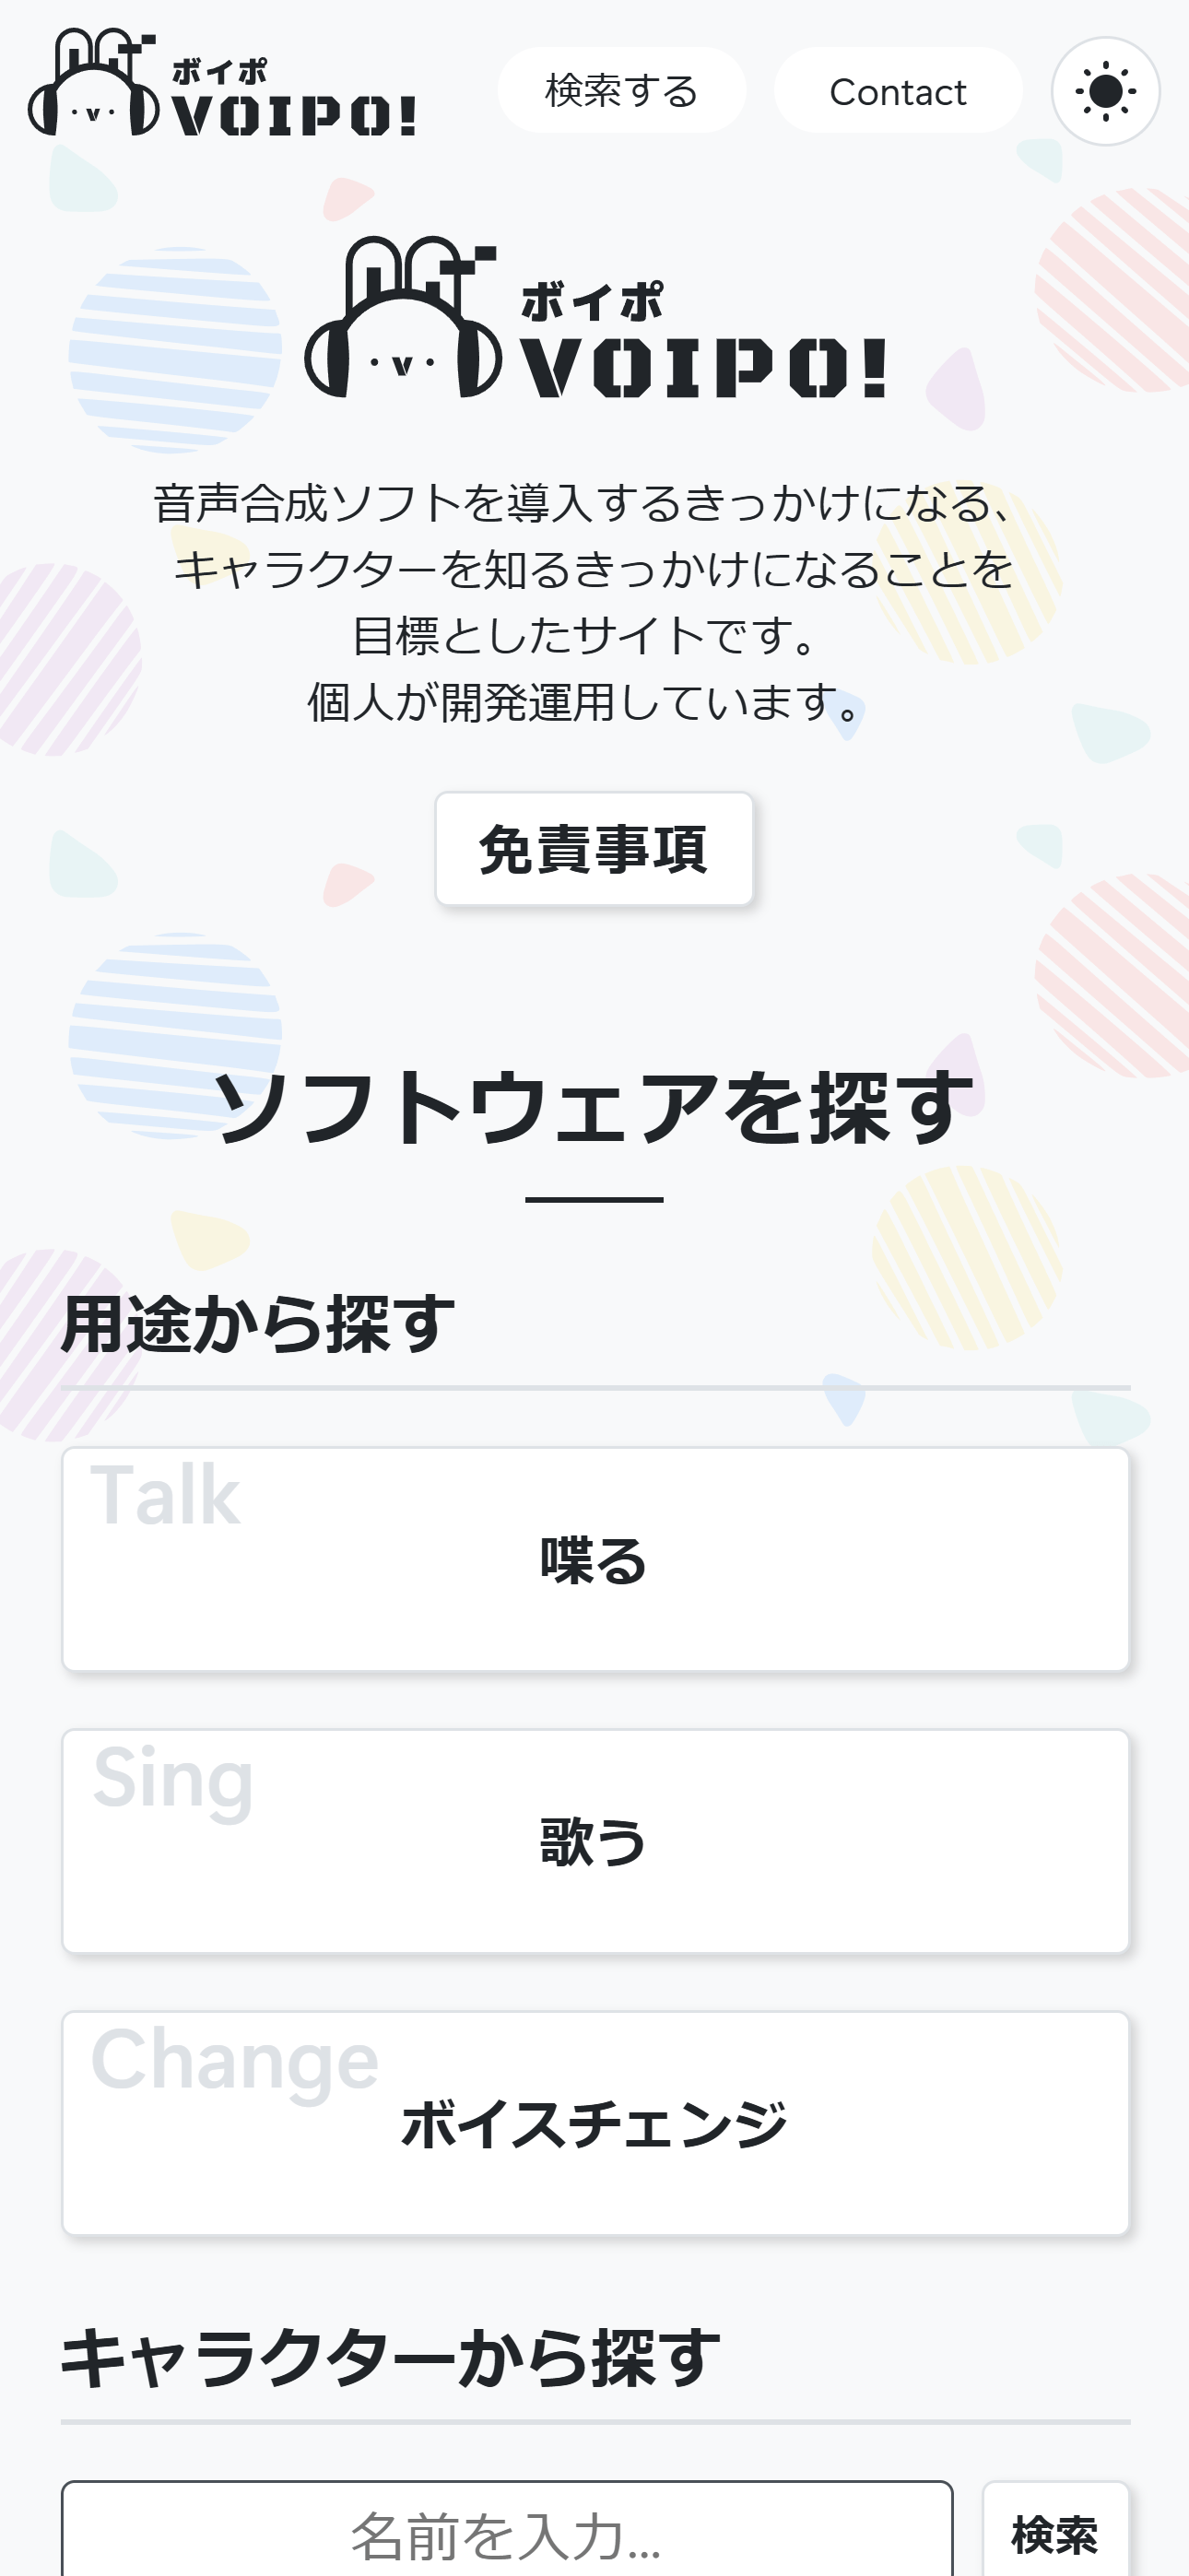 ボイポ
VOIPO!
検索する
Contact
ボイポ
VOIPO!
音声合成ソフトを導入するきっかけになる、
キャラクターを知るきっかけになることを
目標としたサイトです。
個人が開発運用しています。
免責事項
ソフトウェアを探す
用途から探す
Talk
喋る
Sing
歌う
Change
ボイスチェンジ
キャラクターから探す
名前を入力...
検索